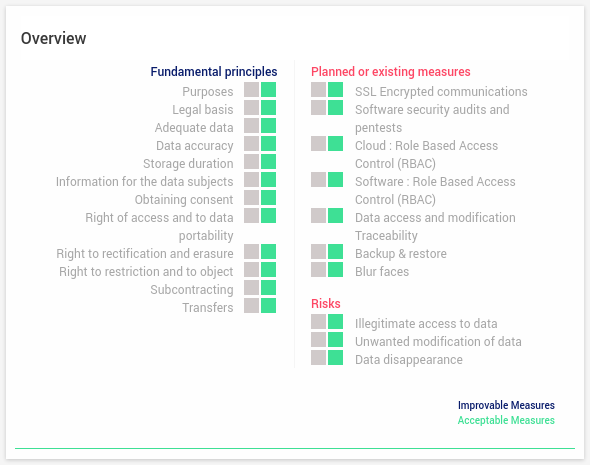 Overview
Fundamental principles
Purposes
Legal basis
Adequate data
Data accuracy
Storage duration
Information for the data subjects
Obtaining consent
Right of access and to data
portability
Right to rectification and erasure
Right to restriction and to object
Subcontracting
Transfers
Planned or existing measures
SSL Encrypted communications
Software security audits and
pentests
Cloud : Role Based Access
Control (RBAC)
Software : Role Based Access
Control (RBAC)
Data access and modification
Traceability
Backup & restore
Blur faces
Risks
Illegitimate access to data
Unwanted modification of data
Data disappearance
Improvable Measures
Acceptable Measures